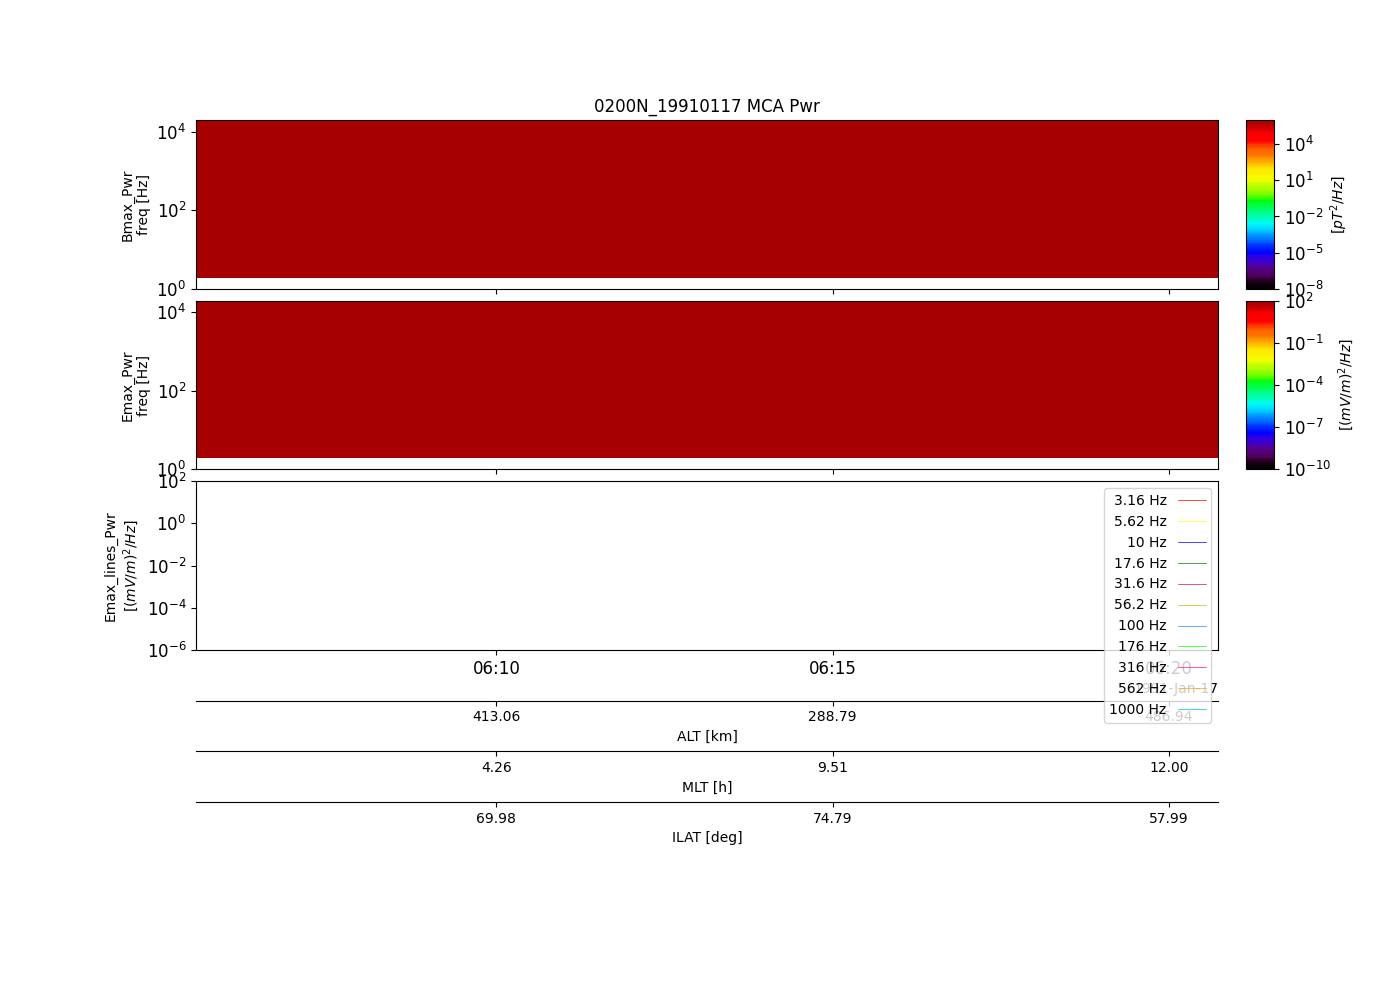 0200N_19910117 MCA Pwr
10^4
10^2
10^0
Bmax_Pwr
freq [Hz]
10^4
10^1
10^-2
10^-5
10^-8
[pT^2/Hz]
10^4
10^2
10^0
Emax_Pwr
freq [Hz]
10^2
10^-1
10^-4
10^-7
10^-10
[(mV/m)^2/Hz]
10^2
10^0
10^-2
10^-4
10^-6
Emax_lines_Pwr
[(mV/m)^2/Hz]
3.16 Hz
5.62 Hz
10 Hz
17.6 Hz
31.6 Hz
56.2 Hz
100 Hz
176 Hz
316 Hz
562 Hz
1000 Hz
06:10 06:15 06:20
-Jan-17
413.06 288.79 486.94
ALT [km]
4.26 9.51 12.00
MLT [h]
69.98 74.79 57.99
ILAT [deg]